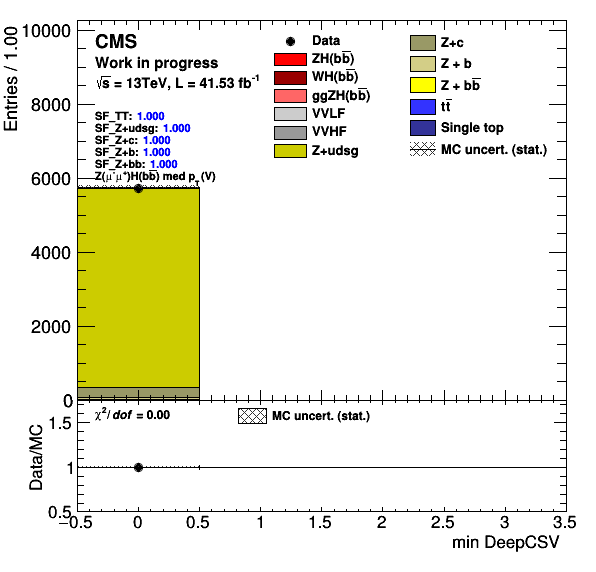 CMS
Work in progress
√s = 13TeV, L = 41.53 fb⁻¹
SF_TT: 1.000
SF_Z+udsg: 1.000
SF_Z+c: 1.000
SF_Z+b: 1.000
SF_Z+bb: 1.000
Z(μ⁻μ⁺)H(bb̅) med p_T(V)
Data
ZH(bb̅)
WH(bb̅)
ggZH(bb̅)
VVLF
VVHF
Z+udsg
Z+c
Z + b
Z + bb̅
tt̅
Single top
MC uncert. (stat.)
Entries / 1.00
10000
8000
6000
4000
2000
0
χ²/dof = 0.00
MC uncert. (stat.)
Data/MC
1.5
1
0.5
−0.5 0 0.5 1 1.5 2 2.5 3 3.5
min DeepCSV